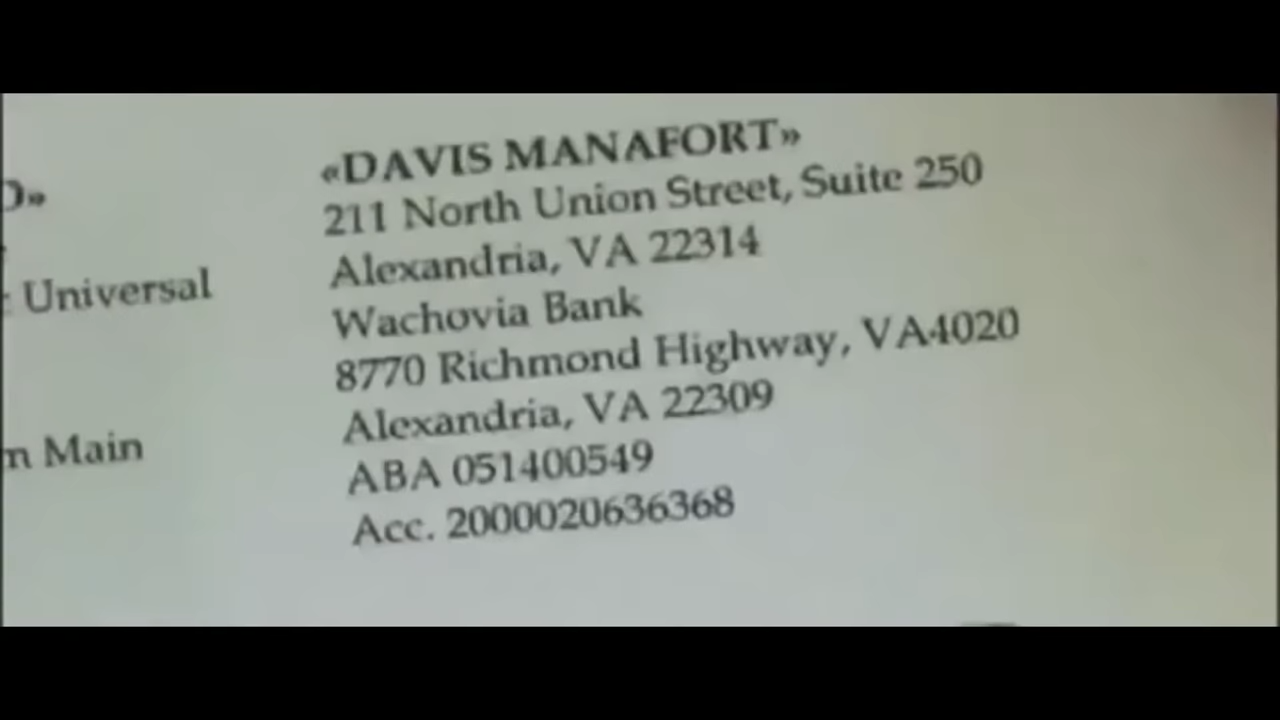 «DAVIS MANAFORT»
211 North Union Street, Suite 250
Alexandria, VA 22314
Wachovia Bank
8770 Richmond Highway, VA4020
Alexandria, VA 22309
ABA 051400549
Acc. 2000020636368
Universal
Main